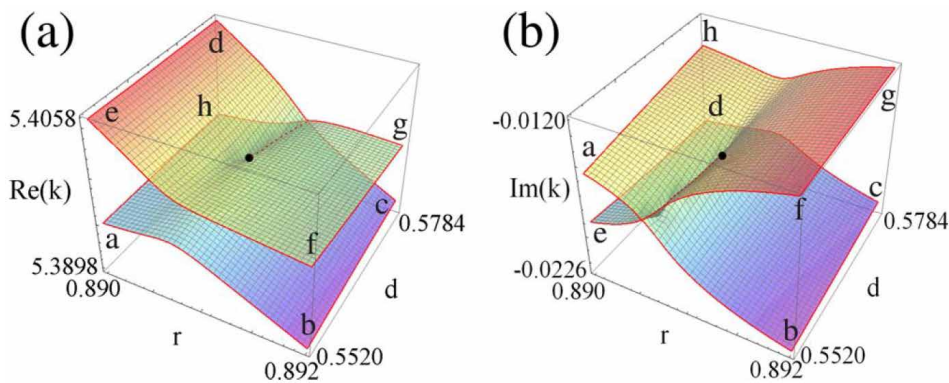 (a)
d
5.4058
e
h
g
Re(k)
c
a
f
0.5784
5.3898
0.890
b
d
r
0.5520
0.892
(b)
h
-0.0120
d
g
a
Im(k)
c
e
f
0.5784
-0.0226
0.890
b
d
r
0.5520
0.892